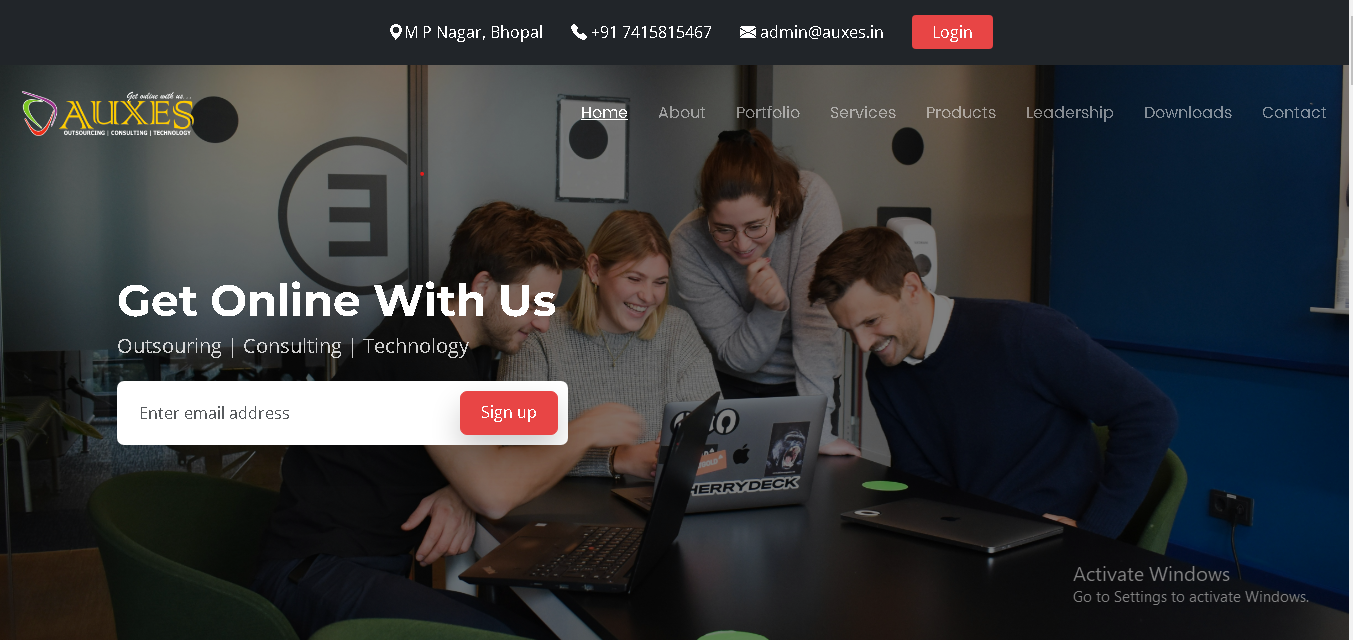 M P Nagar, Bhopal +91 7415815467 admin@auxes.in Login
Get online with us...
AUXES
OUTSOURCING | CONSULTING | TECHNOLOGY
Home About Portfolio Services Products Leadership Downloads Contact
Get Online With Us
Outsouring | Consulting | Technology
Enter email address Sign up
HERRYDECK
Activate Windows
Go to Settings to activate Windows.